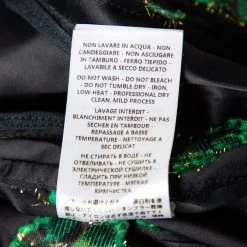 NON LAVARE IN ACQUA - NON
CANDEGGIARE - NON ASCIUGARE
IN TAMBURO - FERRO TIEPIDO -
LAVABILE A SECCO DELICATO
DO NOT WASH - DO NOT BLEACH
- DO NOT TUMBLE DRY - IRON,
LOW HEAT - PROFESSIONAL DRY
CLEAN, MILD PROCESS
LAVAGE INTERDIT -
BLANCHIMENT INTERDIT - NE PAS
SECHER EN TAMBOUR -
REPASSAGE A BASSE
TEMPERATURE - NETTOYAGE A
SEC DELICAT
НЕ СТИРАТЬ В ВОДЕ - НЕ
ОТБЕЛИВАТЬ - НЕ СУШИТЬ В
ЭЛЕКТРИЧЕСКОЙ СУШИЛКЕ -
ГЛАДИТЬ ПРИ НИЗКОЙ
ТЕМПЕРАТУРЕ - МЯГКАЯ
ХИМЧИСТКА